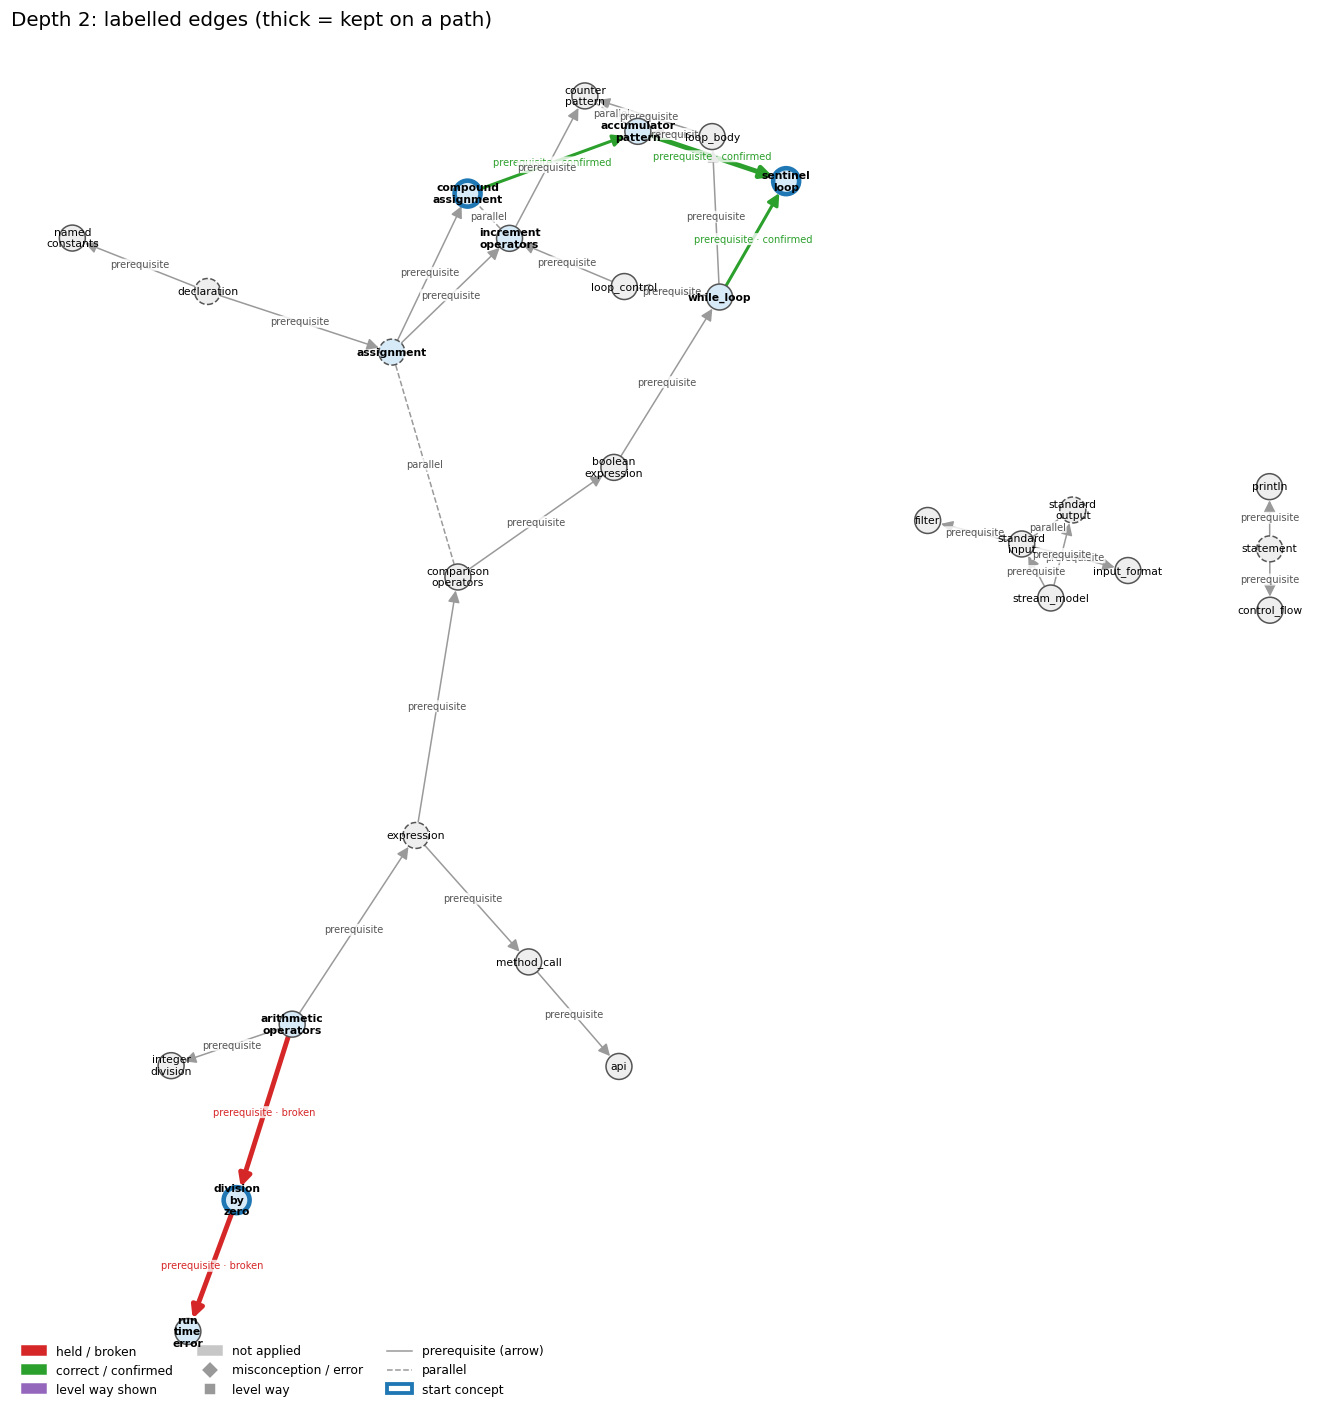 Depth 2: labelled edges (thick = kept on a path)
counter
pattern
prerequisite
accumulator
pattern
loop_body
prerequisite · confirmed
sentinel
loop
prerequisite
compound
assignment
parallel
prerequisite
increment
operators
named
constants
prerequisite · confirmed
prerequisite
prerequisite
prerequisite
declaration
loop_control
prerequisite
while_loop
prerequisite
prerequisite
assignment
prerequisite
parallel
boolean
expression
prerequisite
comparison
operators
println
standard
output
prerequisite
filter
parallel
prerequisite
standard
input
statement
prerequisite
prerequisite
input_format
prerequisite
stream_model
control_flow
prerequisite
expression
prerequisite
prerequisite
method_call
prerequisite
arithmetic
operators
prerequisite
integer
division
api
prerequisite · broken
division
by
zero
prerequisite · broken
run
time
error
held / broken
correct / confirmed
level way shown
not applied
misconception / error
level way
prerequisite (arrow)
parallel
start concept